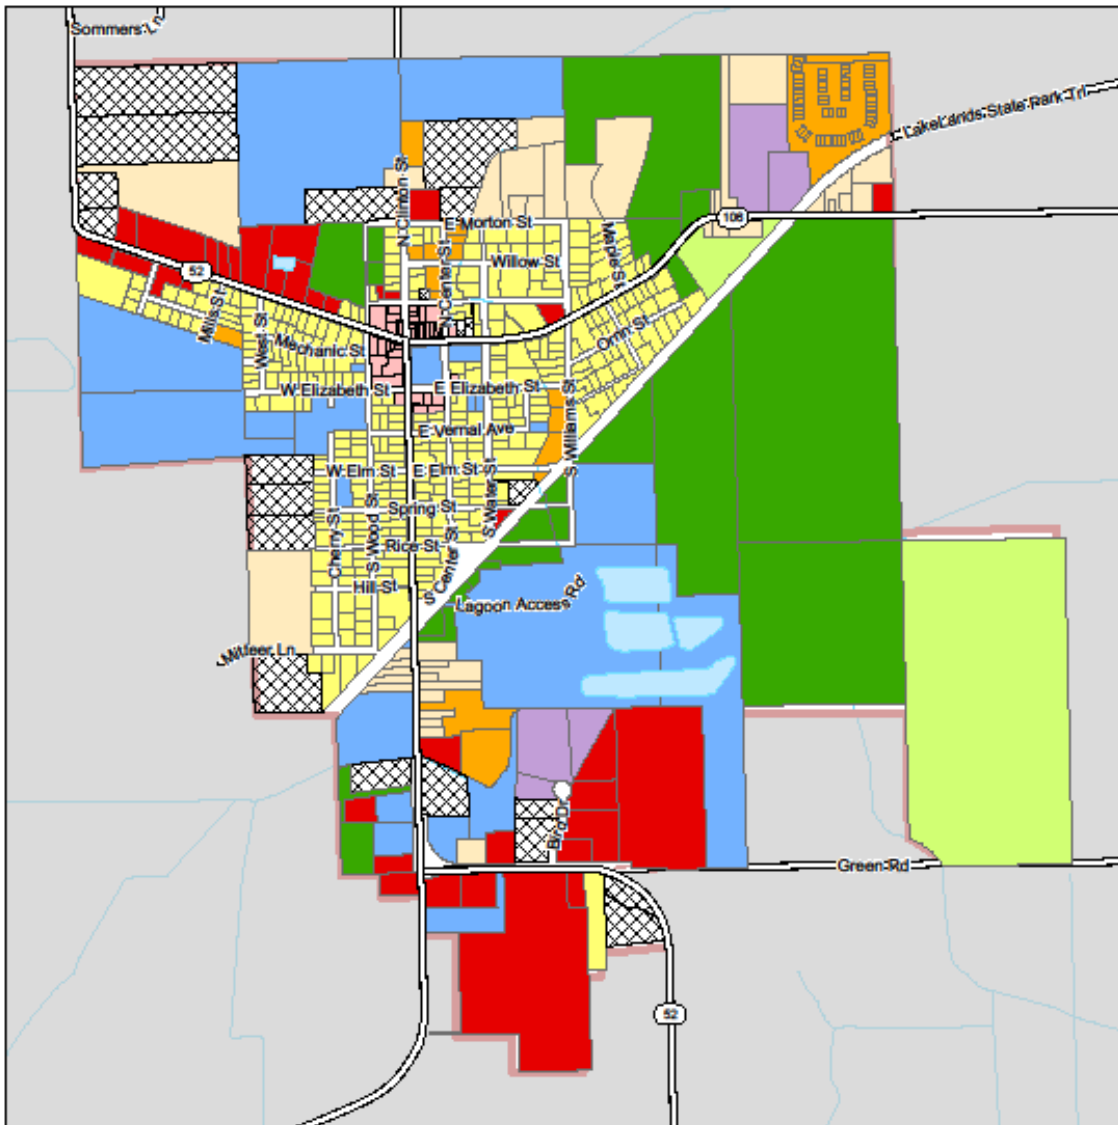 Sommers Ln
LakeLands State Park Trl
N Clinton St
E Morton St
106
Maple St
N Center St
Willow St
52
Mills St
West St
Orrin St
Mechanic St
W Elizabeth St
E Elizabeth St
S Williams St
E Vernal Ave
W Elm St
E Elm St
S Water St
Spring St
Cherry St
S Wood St
Rice St
S Center St
Hill St
Lagoon Access Rd
Mitteer Ln
Bird Dr
Green Rd
52